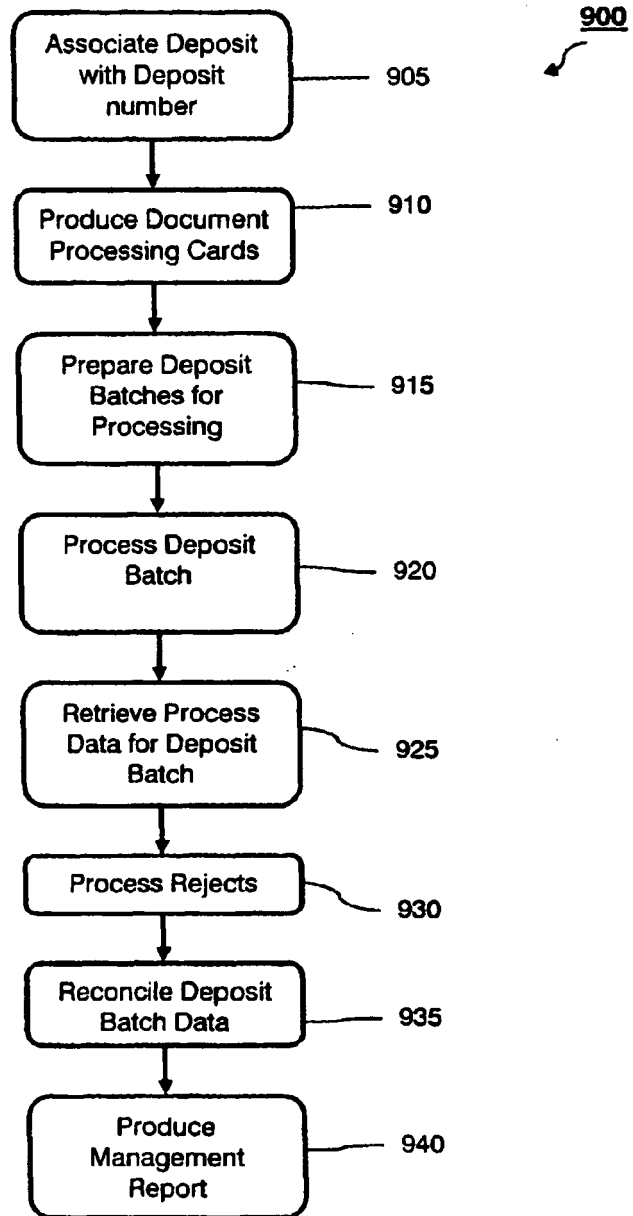 900
Associate Deposit
with Deposit
number
905
Produce Document
Processing Cards
910
Prepare Deposit
Batches for
Processing
915
Process Deposit
Batch
920
Retrieve Process
Data for Deposit
Batch
925
Process Rejects
930
Reconcile Deposit
Batch Data
935
Produce
Management
Report
940